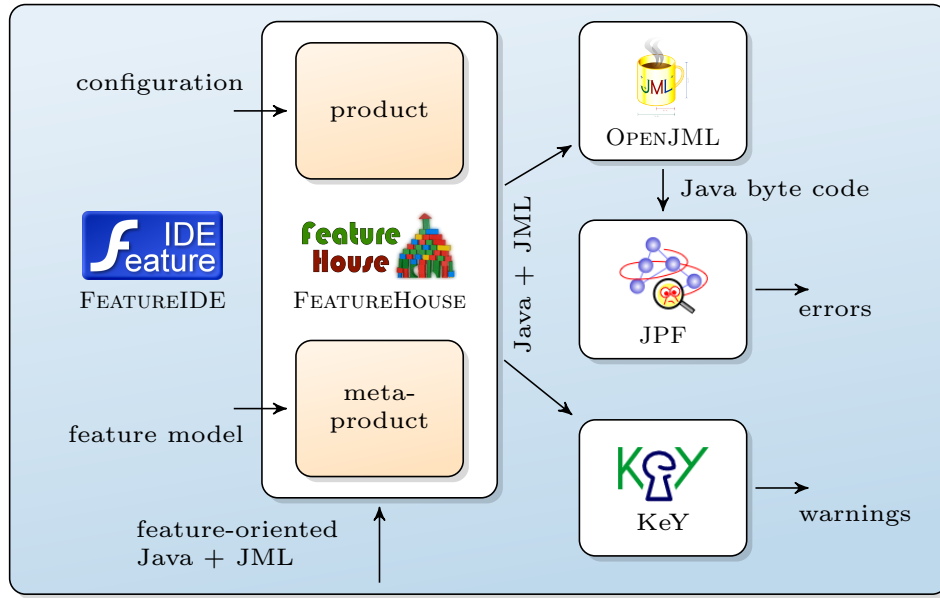 configuration
product
JML
OPENJML
Java byte code
IDE
Feature
FEATUREIDE
Feature
House
FEATUREHOUSE
Java + JML
JPF
errors
meta-
product
feature model
KeY
KeY
warnings
feature-oriented
Java + JML